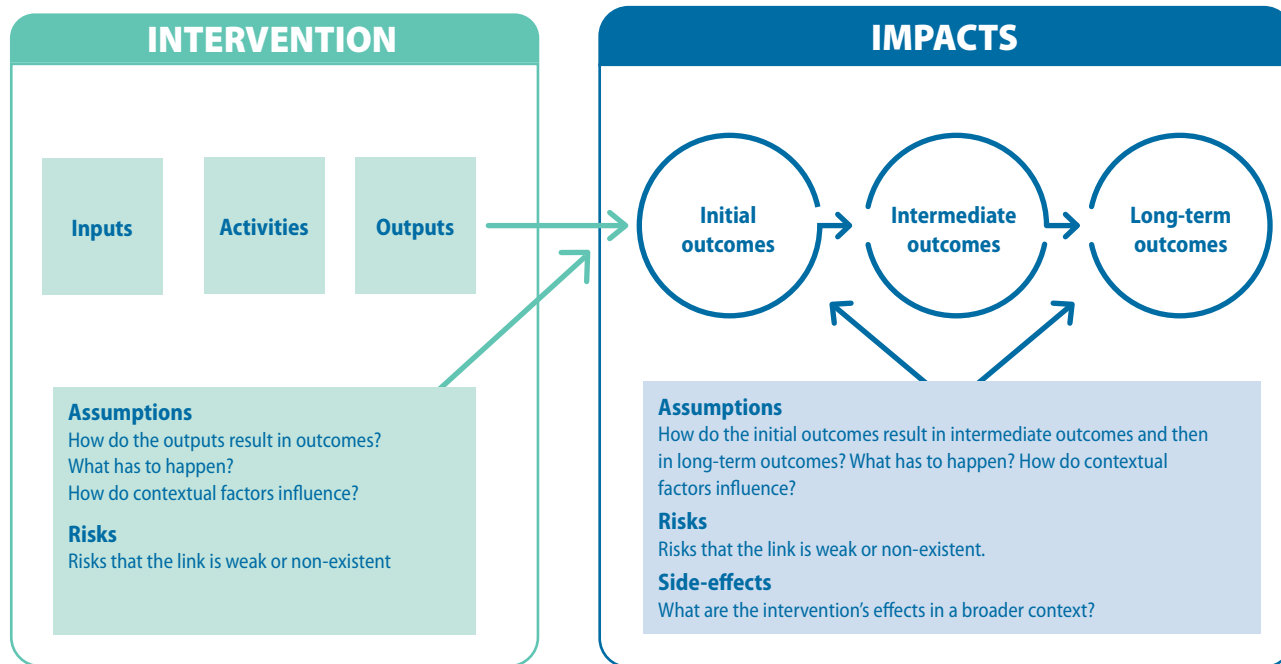 INTERVENTION
Inputs
Activities
Outputs
Assumptions
How do the outputs result in outcomes?
What has to happen?
How do contextual factors influence?
Risks
Risks that the link is weak or non-existent
IMPACTS
Initial
outcomes
Intermediate
outcomes
Long-term
outcomes
Assumptions
How do the initial outcomes result in intermediate outcomes and then
in long-term outcomes? What has to happen? How do contextual
factors influence?
Risks
Risks that the link is weak or non-existent.
Side-effects
What are the intervention’s effects in a broader context?